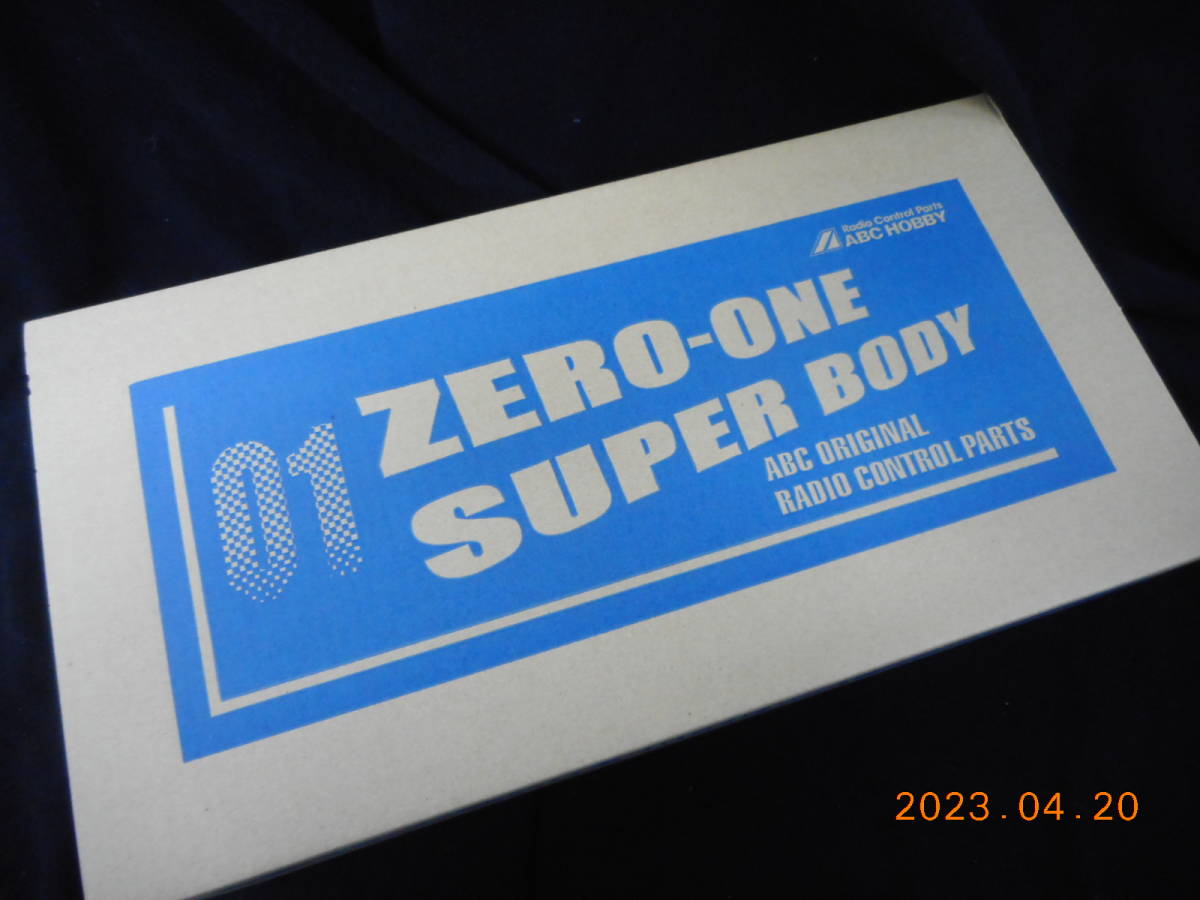 Radio Control Parts
ABC HOBBY
01
ZERO-ONE
SUPER BODY
ABC ORIGINAL
RADIO CONTROL PARTS
2023.04.20